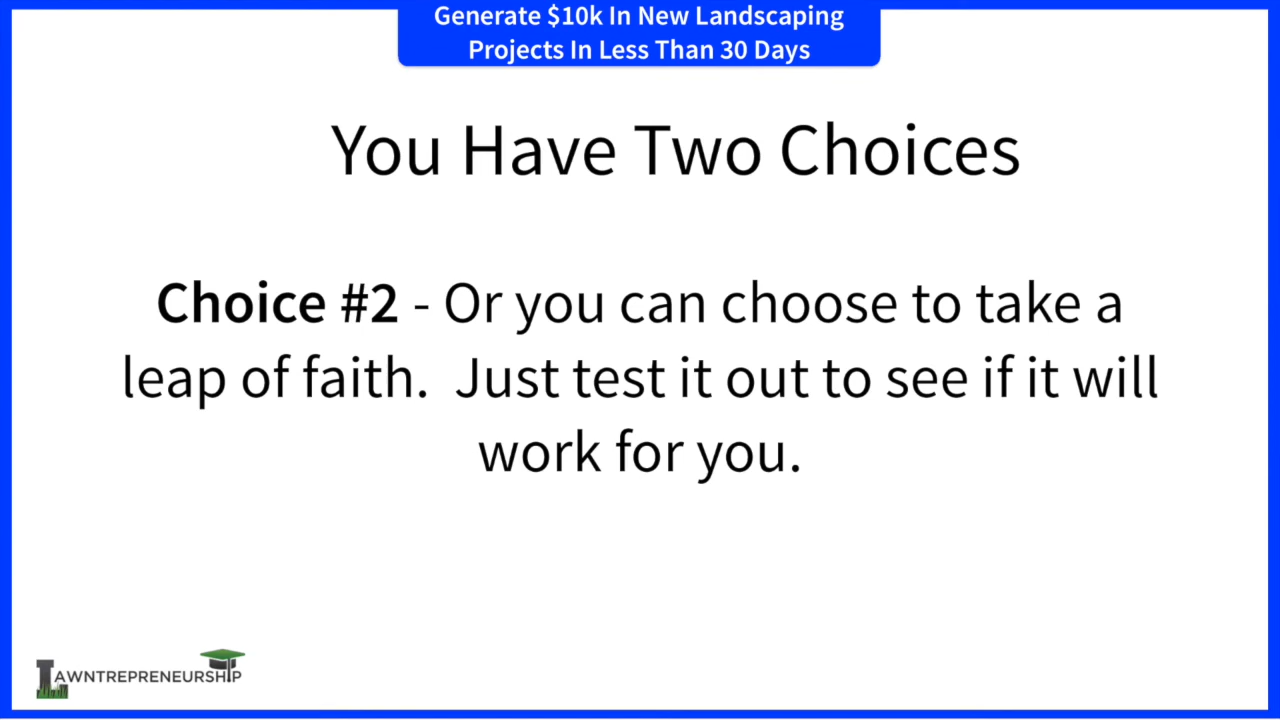 Generate $10k In New Landscaping
Projects In Less Than 30 Days
You Have Two Choices
Choice #2 - Or you can choose to take a
leap of faith.  Just test it out to see if it will
work for you.
LAWNTREPRENEURSHIP